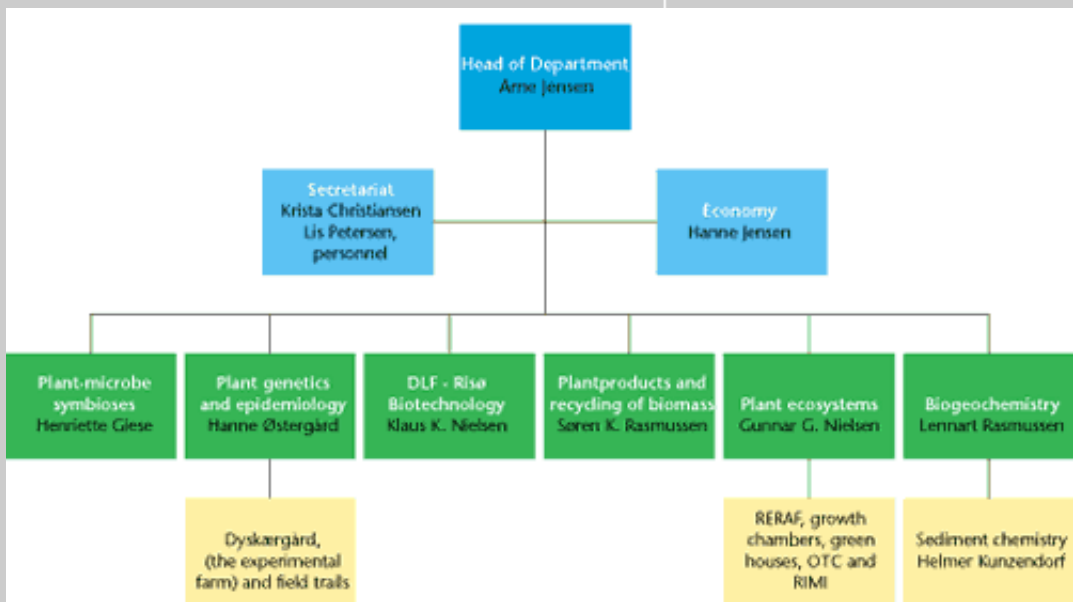 Head of Department
Arne Jensen
Secretariat
Krista Christiansen
Lis Petersen,
personnel
Economy
Hanne Jensen
Plant-microbe
symbioses
Henriette Giese
Plant genetics
and epidemiology
Hanne Østergård
DLF - Risø
Biotechnology
Klaus K. Nielsen
Plantproducts and
recycling of biomass
Søren K. Rasmussen
Plant ecosystems
Gunnar G. Nielsen
Biogeochemistry
Lennart Rasmussen
Dyskærgård,
(the experimental
farm) and field trails
RERAF, growth
chambers, green
houses, OTC and
RIMI
Sediment chemistry
Helmer Kunzendorf